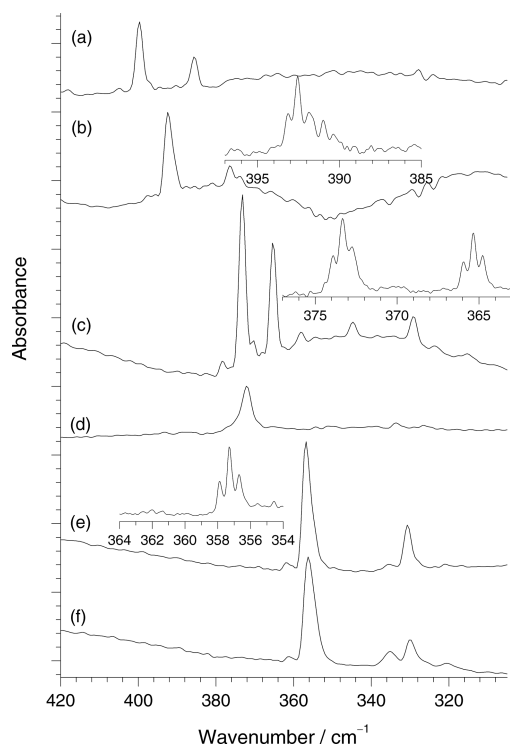 (a)
(b)
395 390 385
375 370 365
(c)
(d)
(e)
364 362 360 358 356 354
(f)
420 400 380 360 340 320
Wavenumber / cm⁻¹
Absorbance